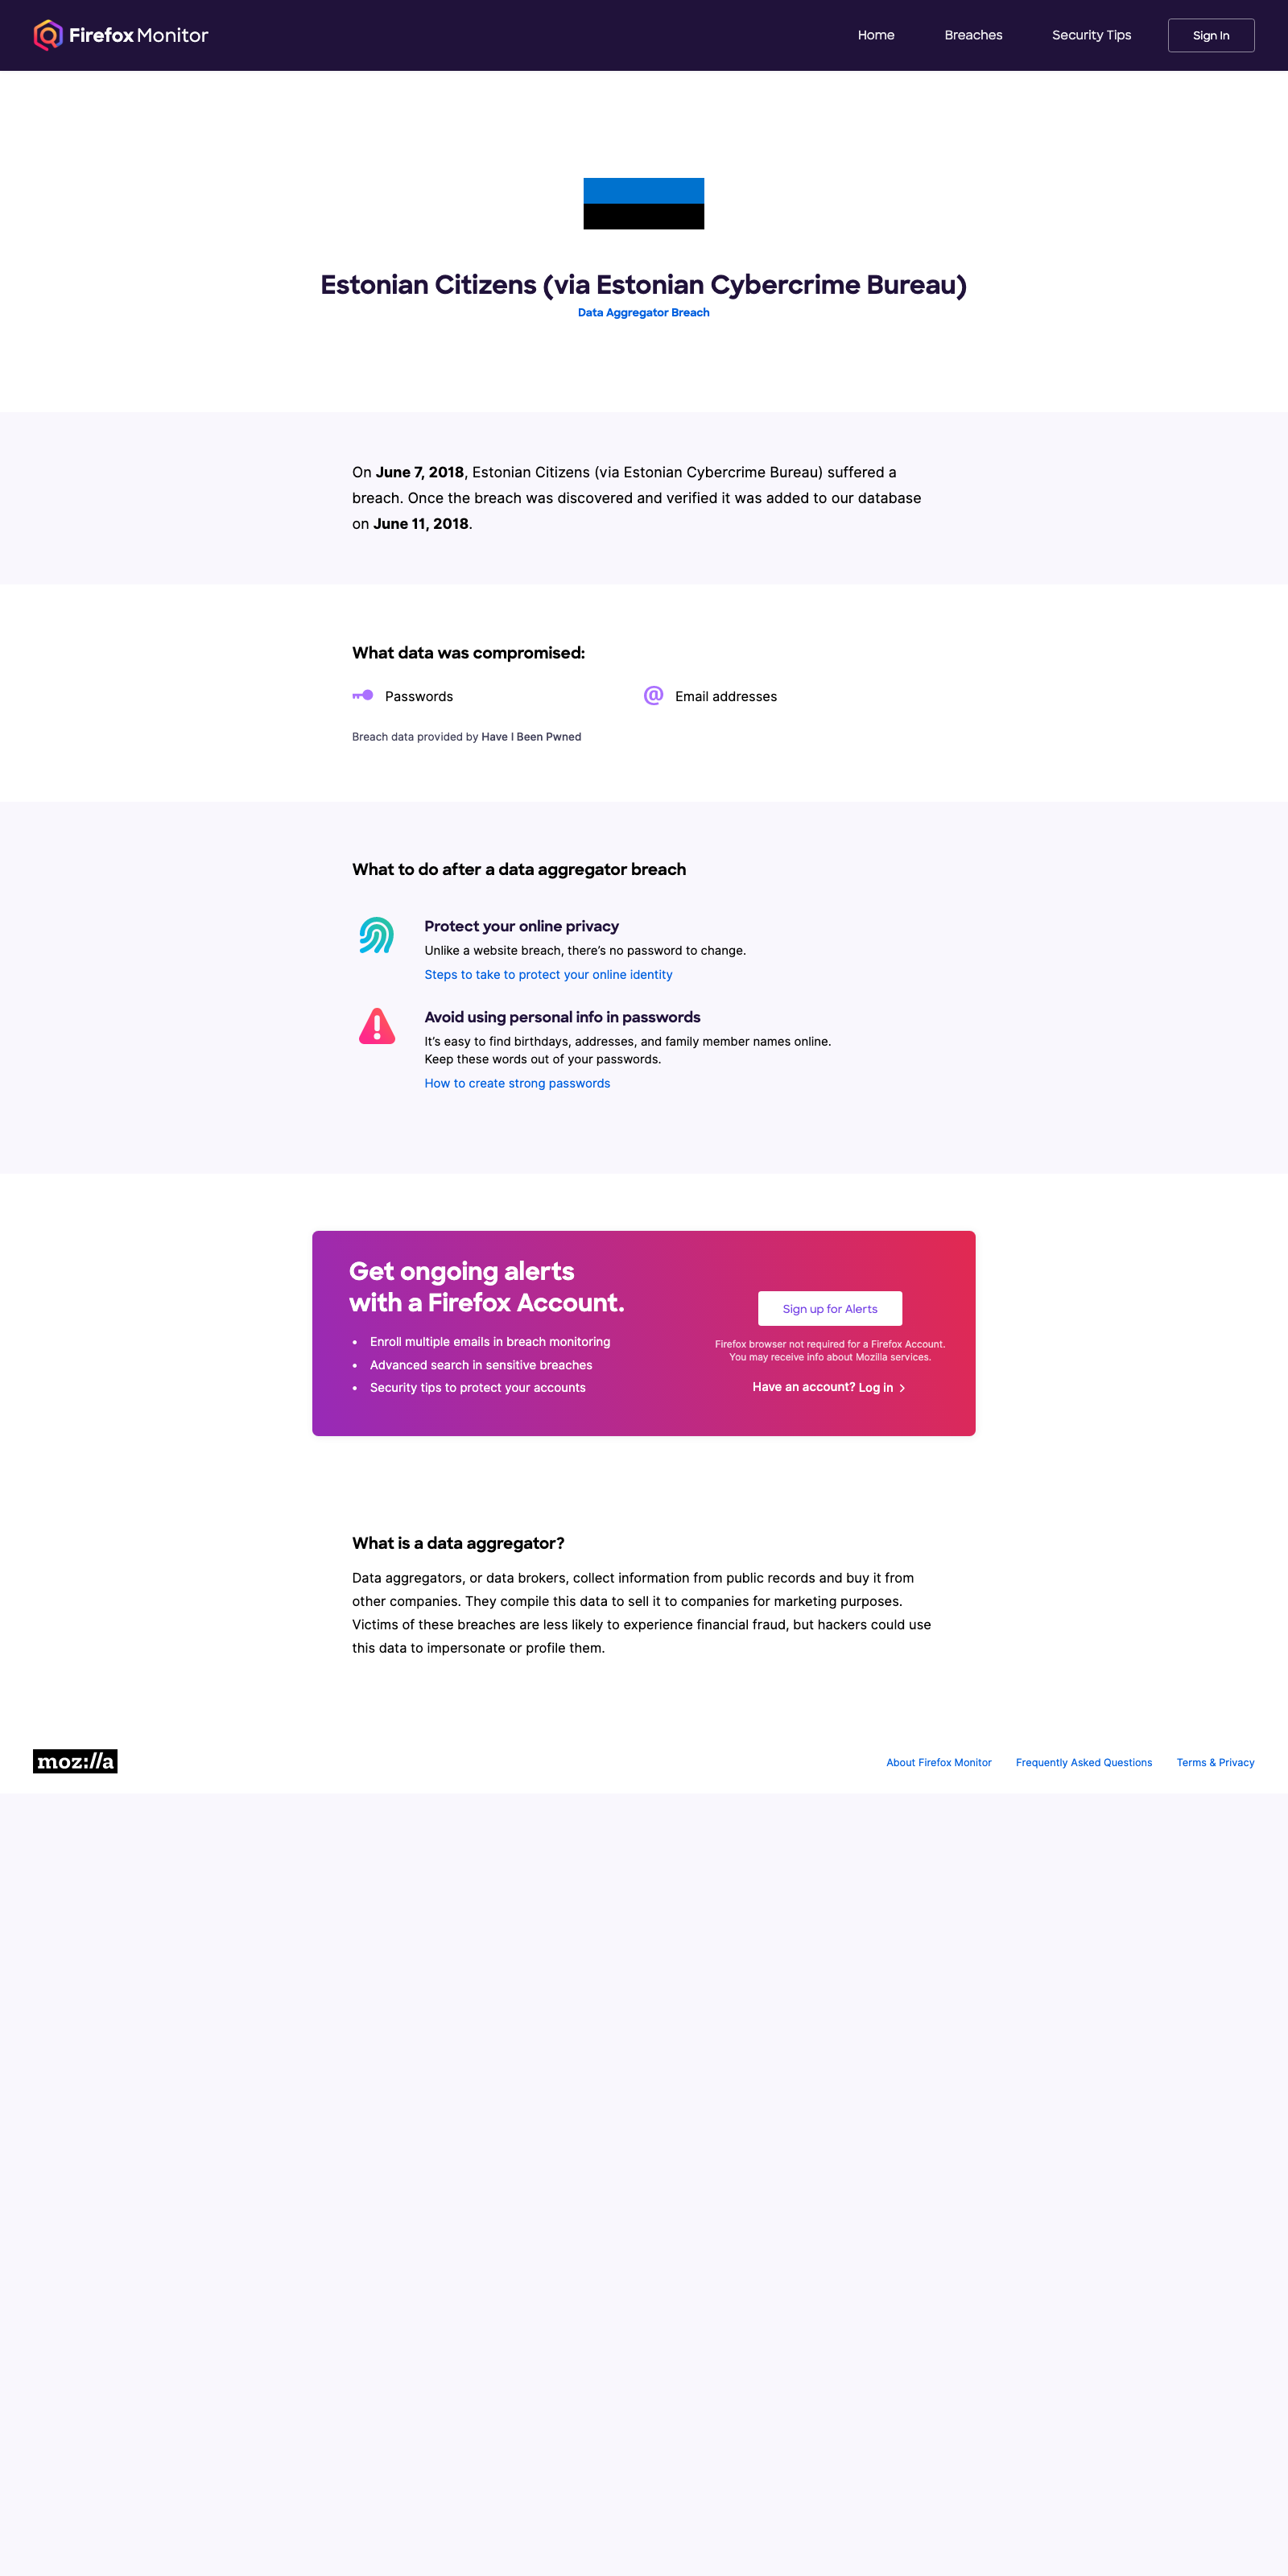 Firefox Monitor
Home
Breaches
Security Tips
Sign In
Estonian Citizens (via Estonian Cybercrime Bureau)
Data Aggregator Breach
On June 7, 2018, Estonian Citizens (via Estonian Cybercrime Bureau) suffered a
breach. Once the breach was discovered and verified it was added to our database
on June 11, 2018.
What data was compromised:
Passwords
@ Email addresses
Breach data provided by Have I Been Pwned
What to do after a data aggregator breach
Protect your online privacy
Unlike a website breach, there’s no password to change.
Steps to take to protect your online identity
Avoid using personal info in passwords
It’s easy to find birthdays, addresses, and family member names online.
Keep these words out of your passwords.
How to create strong passwords
Get ongoing alerts
with a Firefox Account.
• Enroll multiple emails in breach monitoring
• Advanced search in sensitive breaches
• Security tips to protect your accounts
Sign up for Alerts
Firefox browser not required for a Firefox Account.
You may receive info about Mozilla services.
Have an account? Log in
What is a data aggregator?
Data aggregators, or data brokers, collect information from public records and buy it from
other companies. They compile this data to sell it to companies for marketing purposes.
Victims of these breaches are less likely to experience financial fraud, but hackers could use
this data to impersonate or profile them.
moz://a
About Firefox Monitor
Frequently Asked Questions
Terms & Privacy